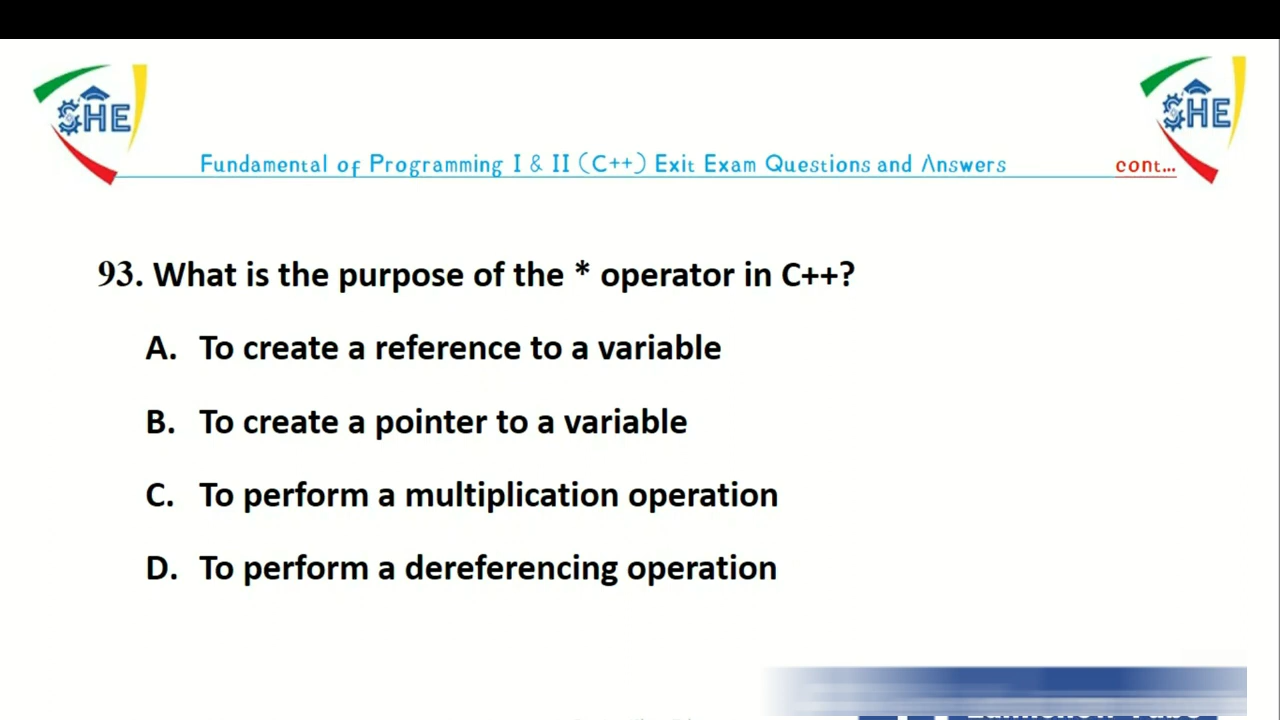 SHE
SHE
Fundamental of Programming I & II (C++) Exit Exam Questions and Answers cont...
93. What is the purpose of the * operator in C++?
A. To create a reference to a variable
B. To create a pointer to a variable
C. To perform a multiplication operation
D. To perform a dereferencing operation